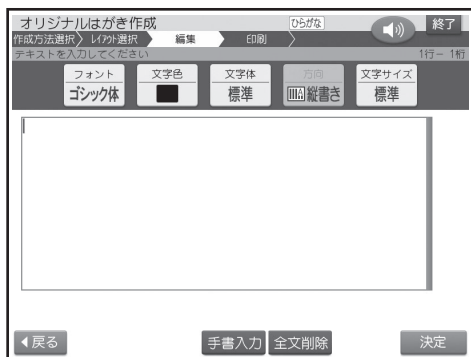 オリジナルはがき作成 ひらがな 終了
作成方法選択 レイアウト選択 編集 印刷
テキストを入力してください 1行− 1桁
フォント 文字色 文字体 方向 文字サイズ
ゴシック体 標準 縦書き 標準
戻る 手書入力 全文削除 決定